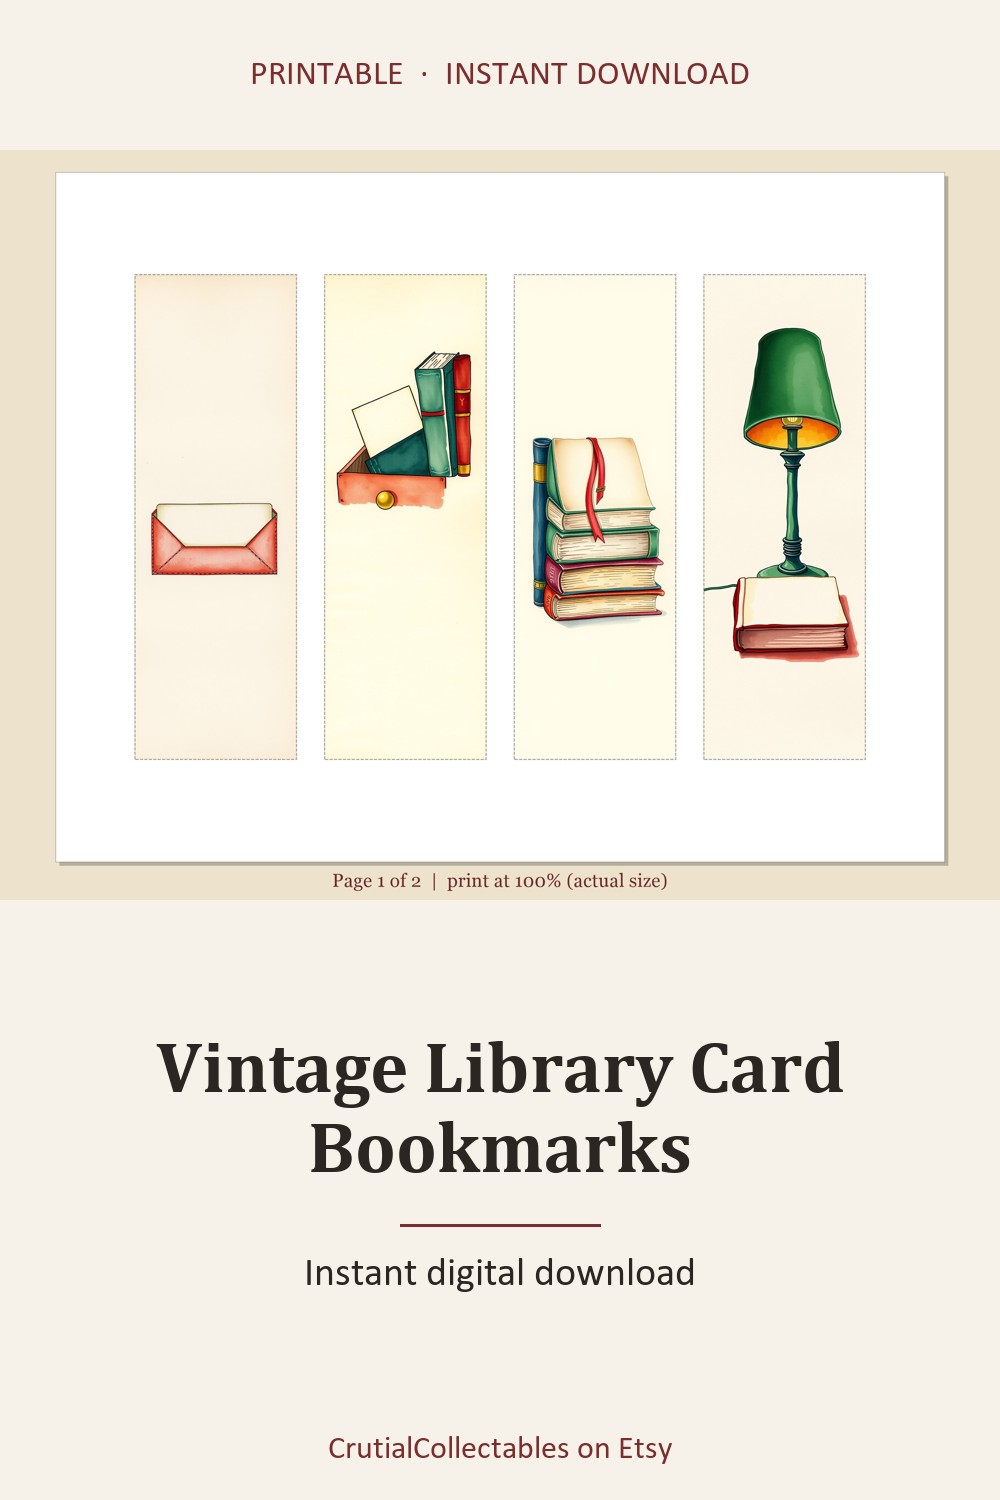 PRINTABLE · INSTANT DOWNLOAD
Y
Page 1 of 2 | print at 100% (actual size)
Vintage Library Card
Bookmarks
Instant digital download
CrutialCollectables on Etsy